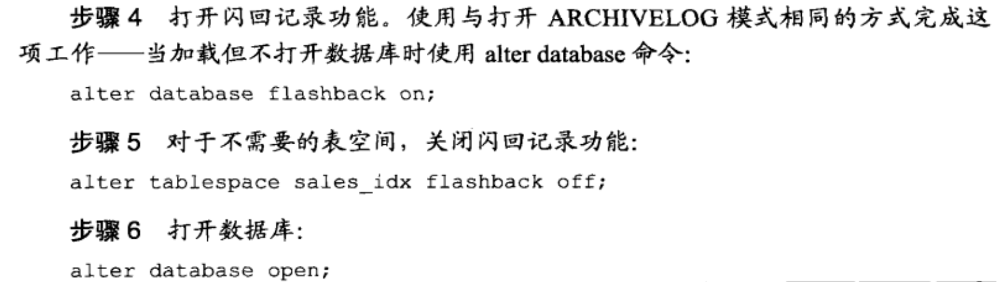 步骤 4 打开闪回记录功能。使用与打开 ARCHIVELOG 模式相同的方式完成这
项工作——当加载但不打开数据库时使用 alter database 命令:
alter database flashback on;
步骤 5 对于不需要的表空间，关闭闪回记录功能:
alter tablespace sales_idx flashback off;
步骤 6 打开数据库:
alter database open;